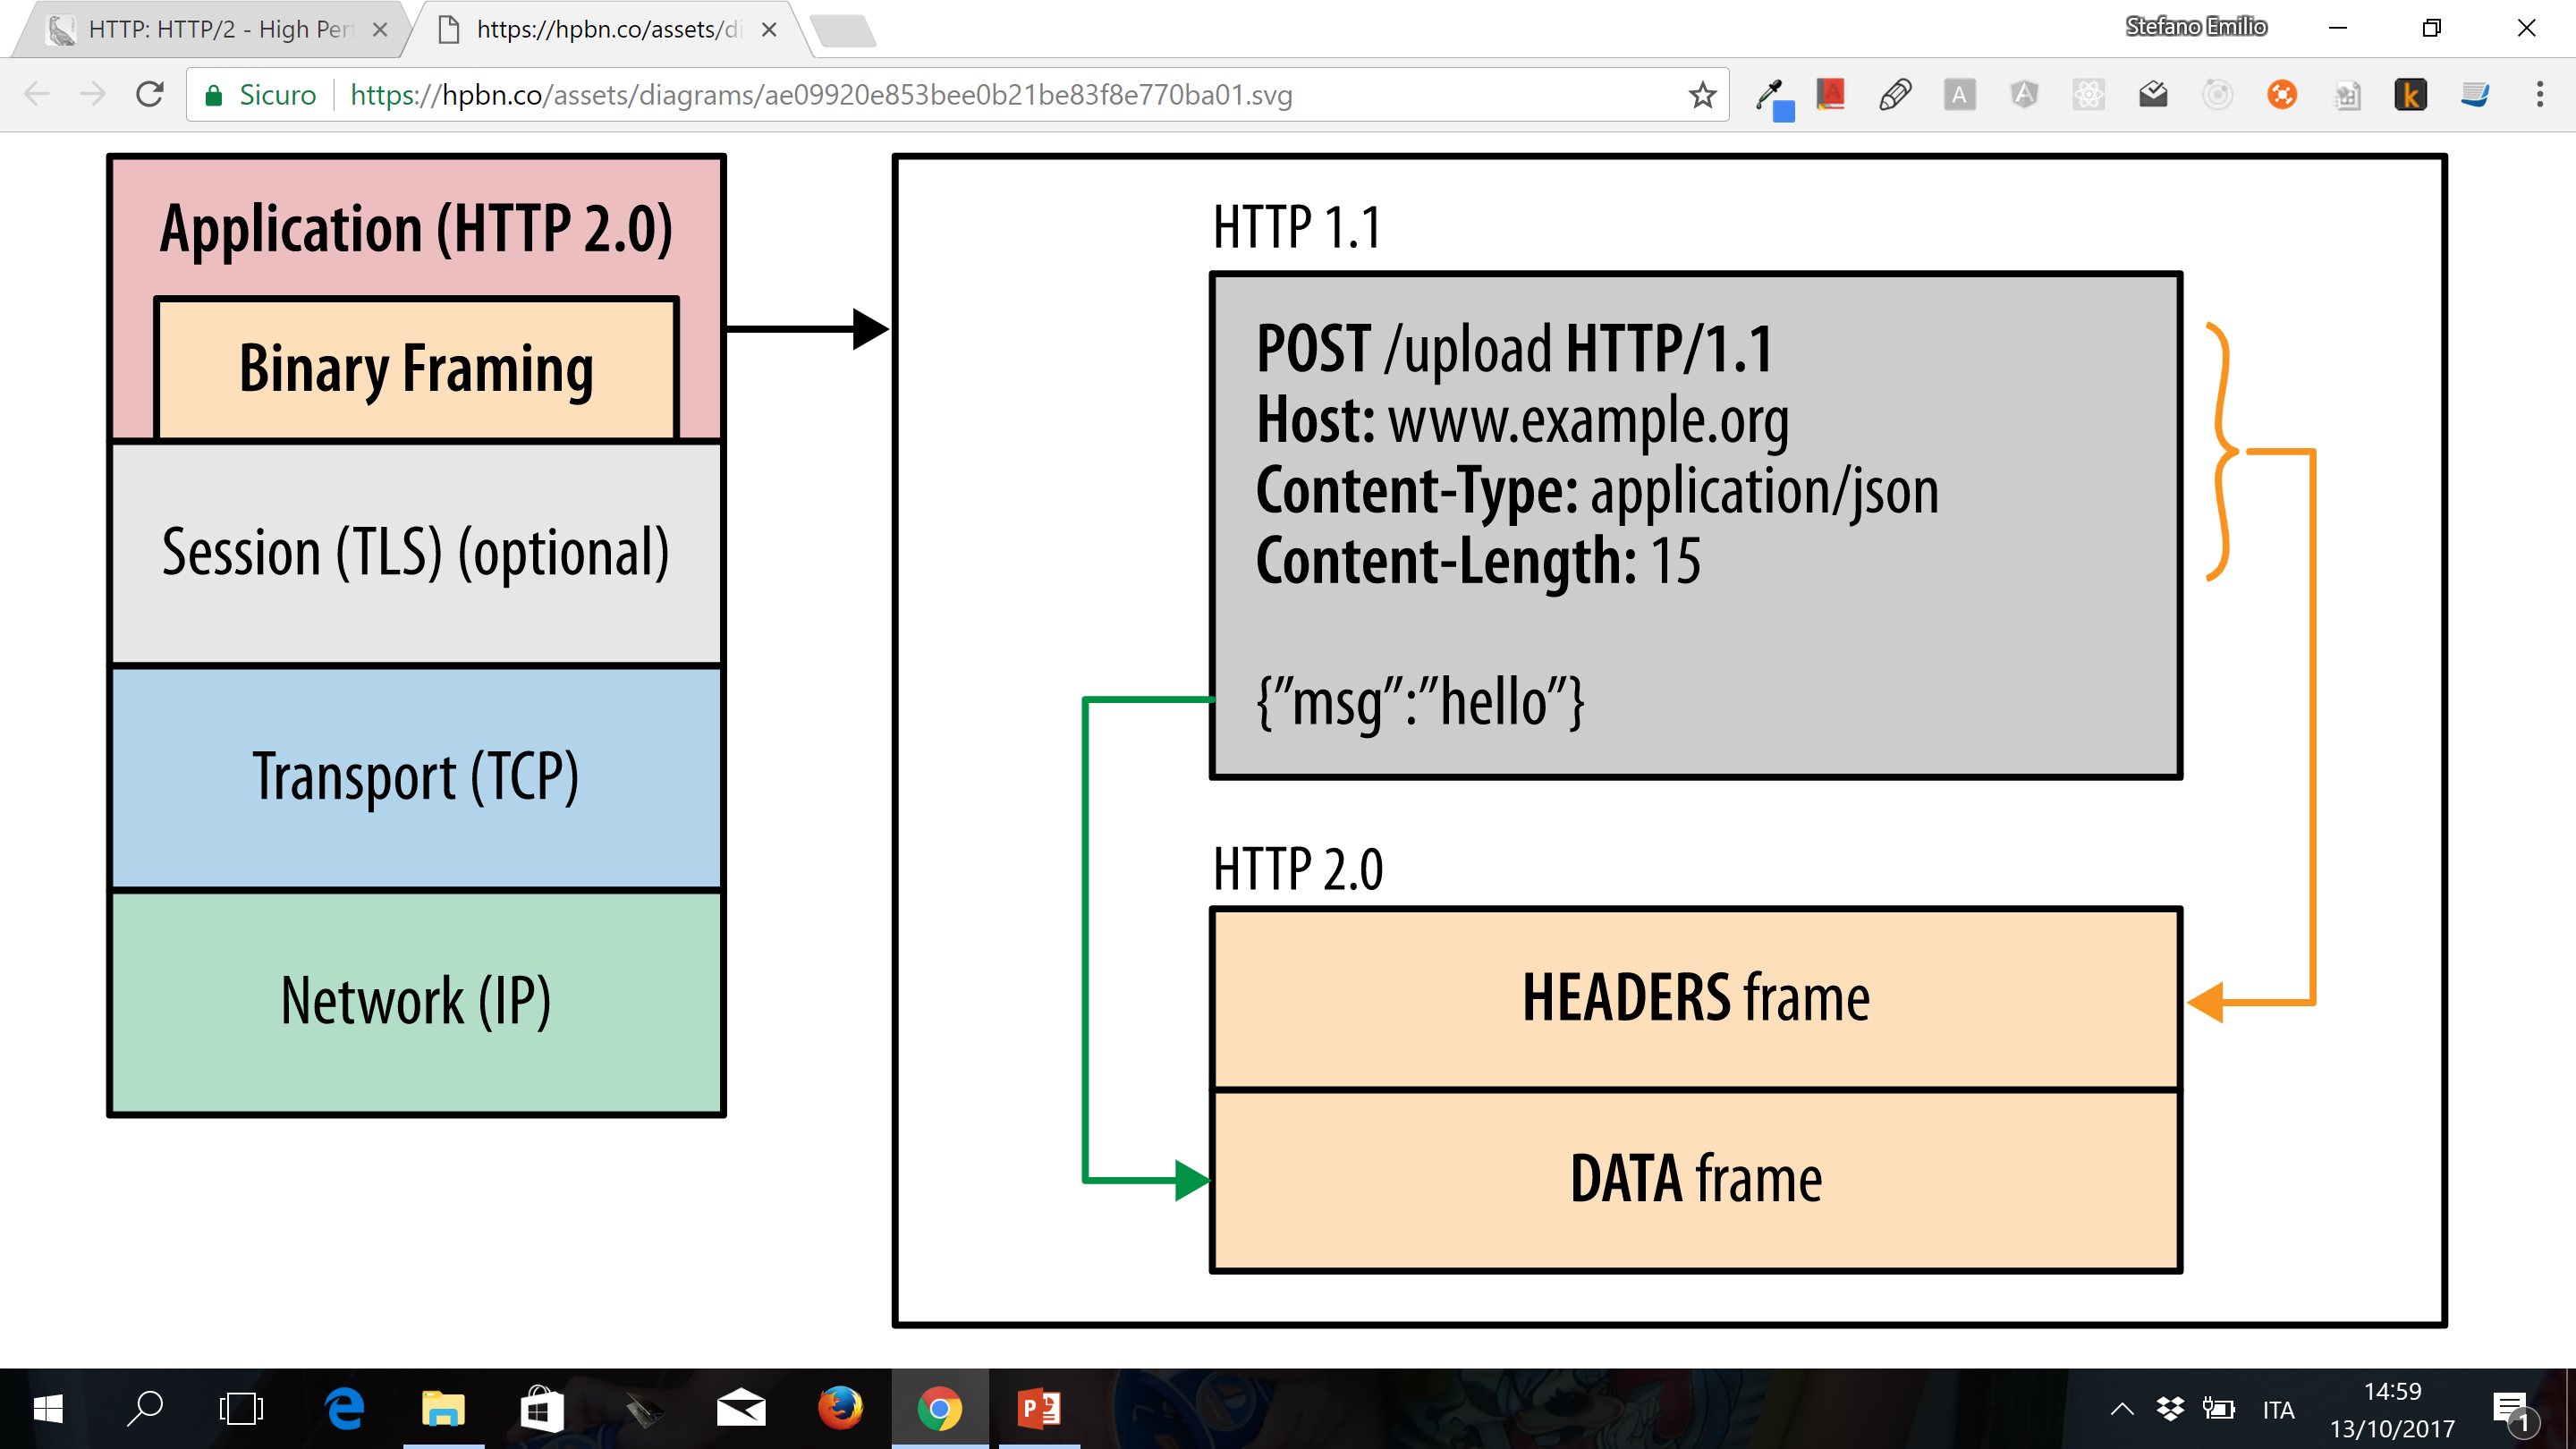 HTTP: HTTP/2 - High Perf
https://hpbn.co/assets/di
Stefano Emilio
Sicuro
https://hpbn.co/assets/diagrams/ae09920e853bee0b21be83f8e770ba01.svg
Application (HTTP 2.0)
Binary Framing
Session (TLS) (optional)
Transport (TCP)
Network (IP)
HTTP 1.1
POST /upload HTTP/1.1
Host: www.example.org
Content-Type: application/json
Content-Length: 15
{”msg”:”hello”}
HTTP 2.0
HEADERS frame
DATA frame
ITA
14:59
13/10/2017
1